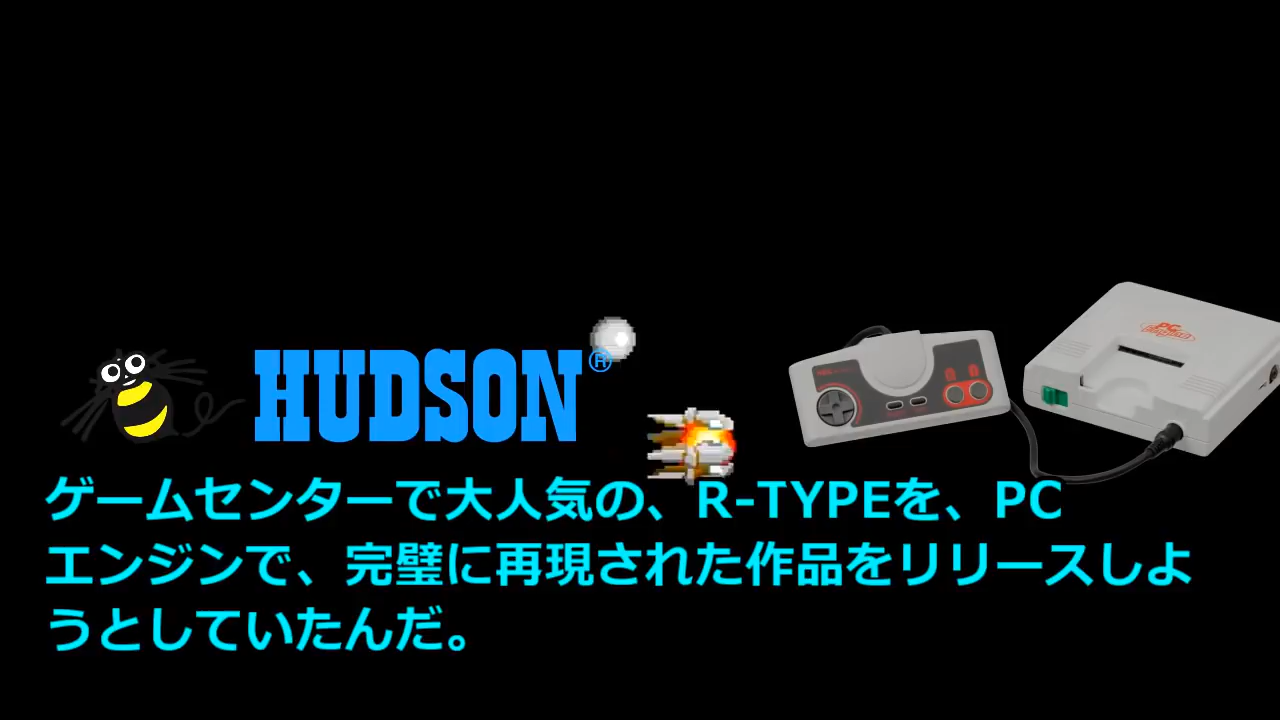 HUDSON®
PC Engine
ゲームセンターで大人気の、R-TYPEを、PC
エンジンで、完璧に再現された作品をリリースしよ
うとしていたんだ。